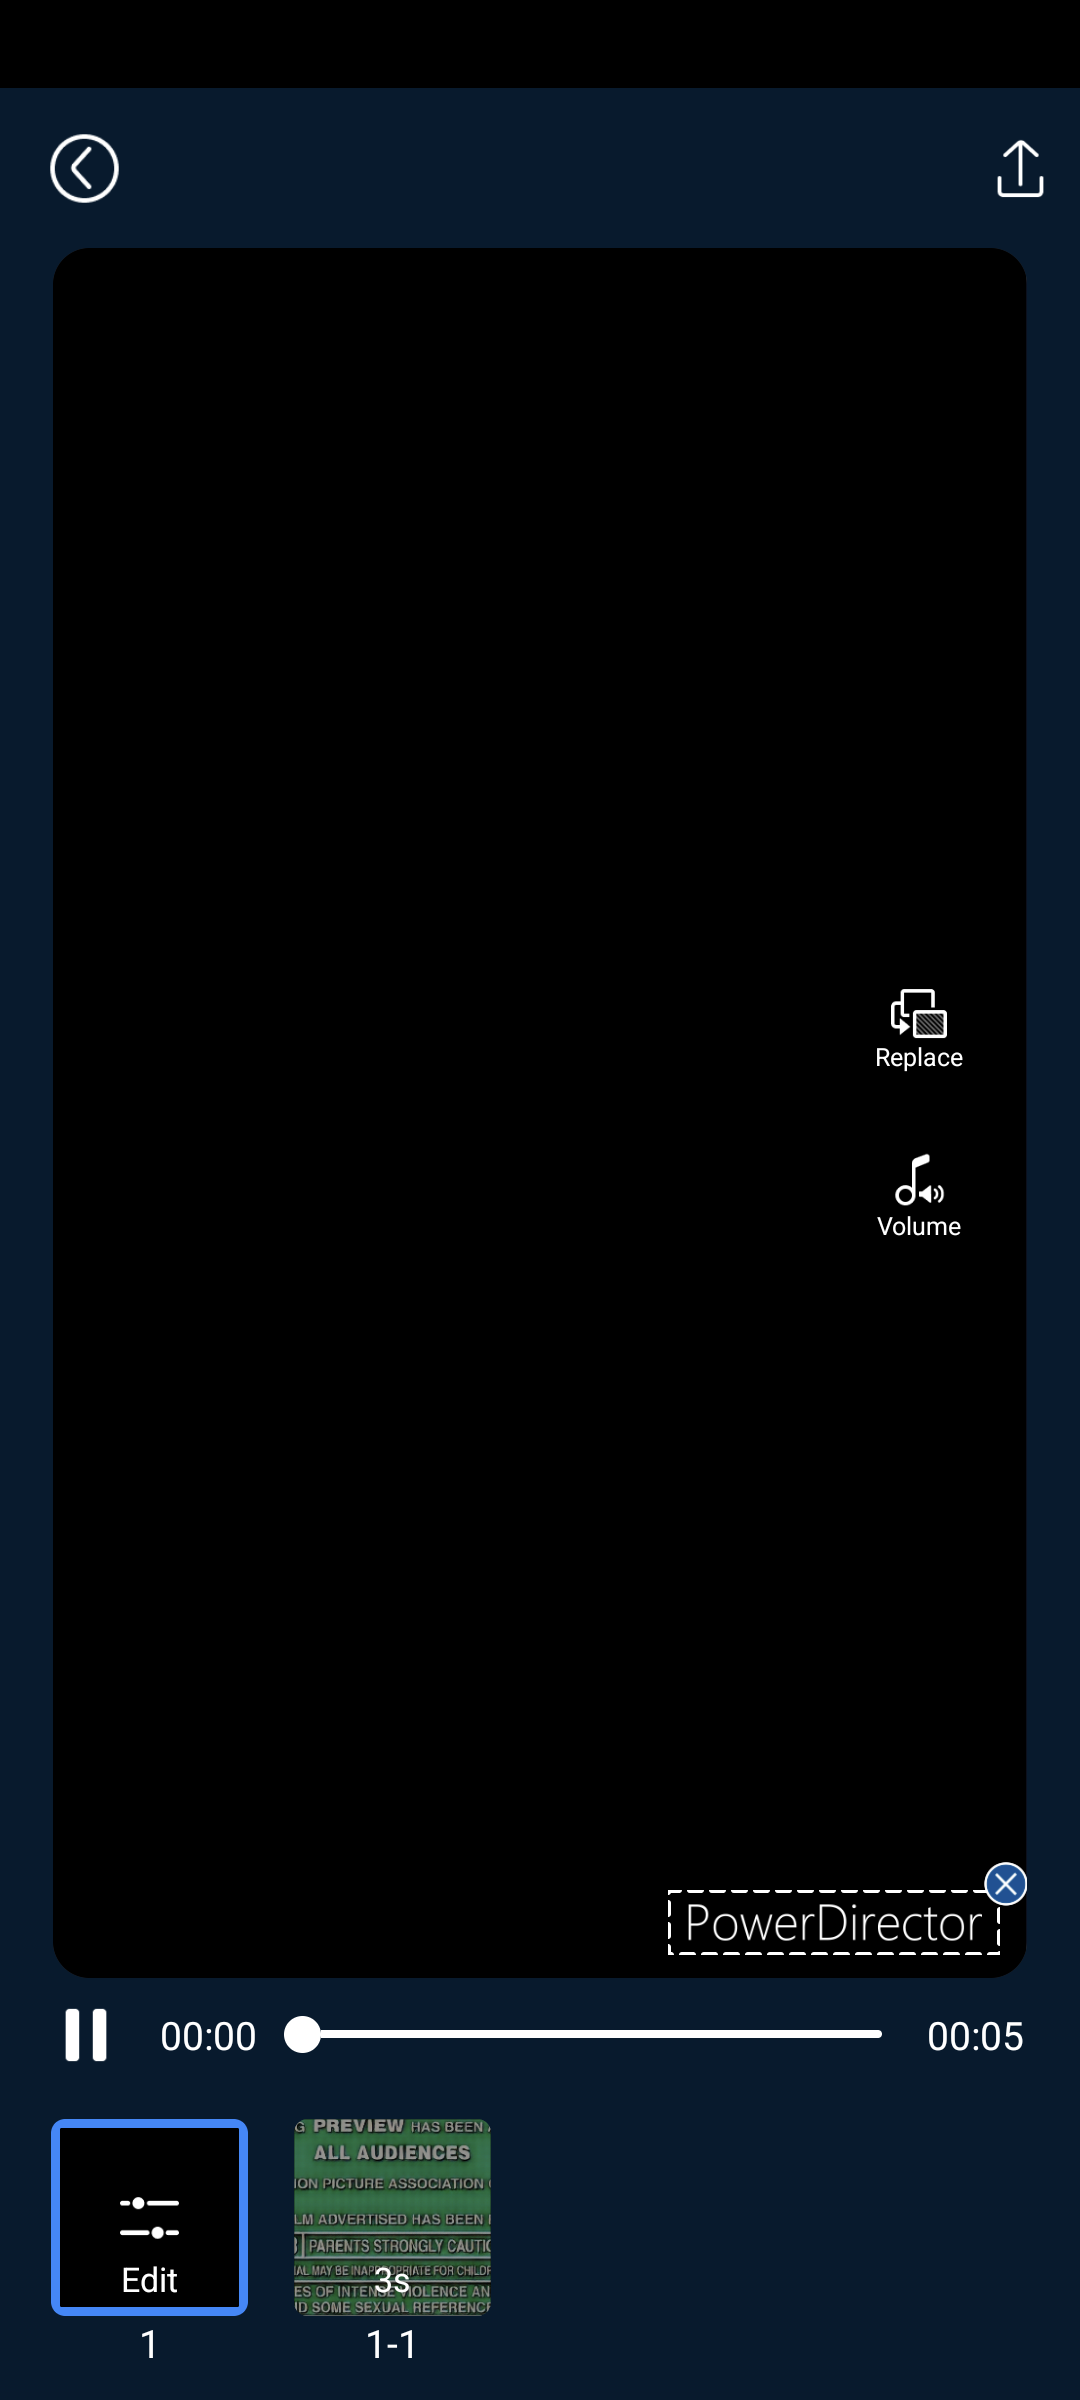 Replace
Volume
PowerDirector
00:00
00:05
Edit
G PREVIEW HAS BEEN
ALL AUDIENCES
ION PICTURE ASSOCIATION
LM ADVERTISED HAS BEEN
PARENTS STRONGLY CAUTIO
IAL MAY BE INAPPROPRIATE FOR CHILDR
3s
ES OF INTENSE VIOLENCE AN
D SOME SEXUAL REFERENC
1
1-1